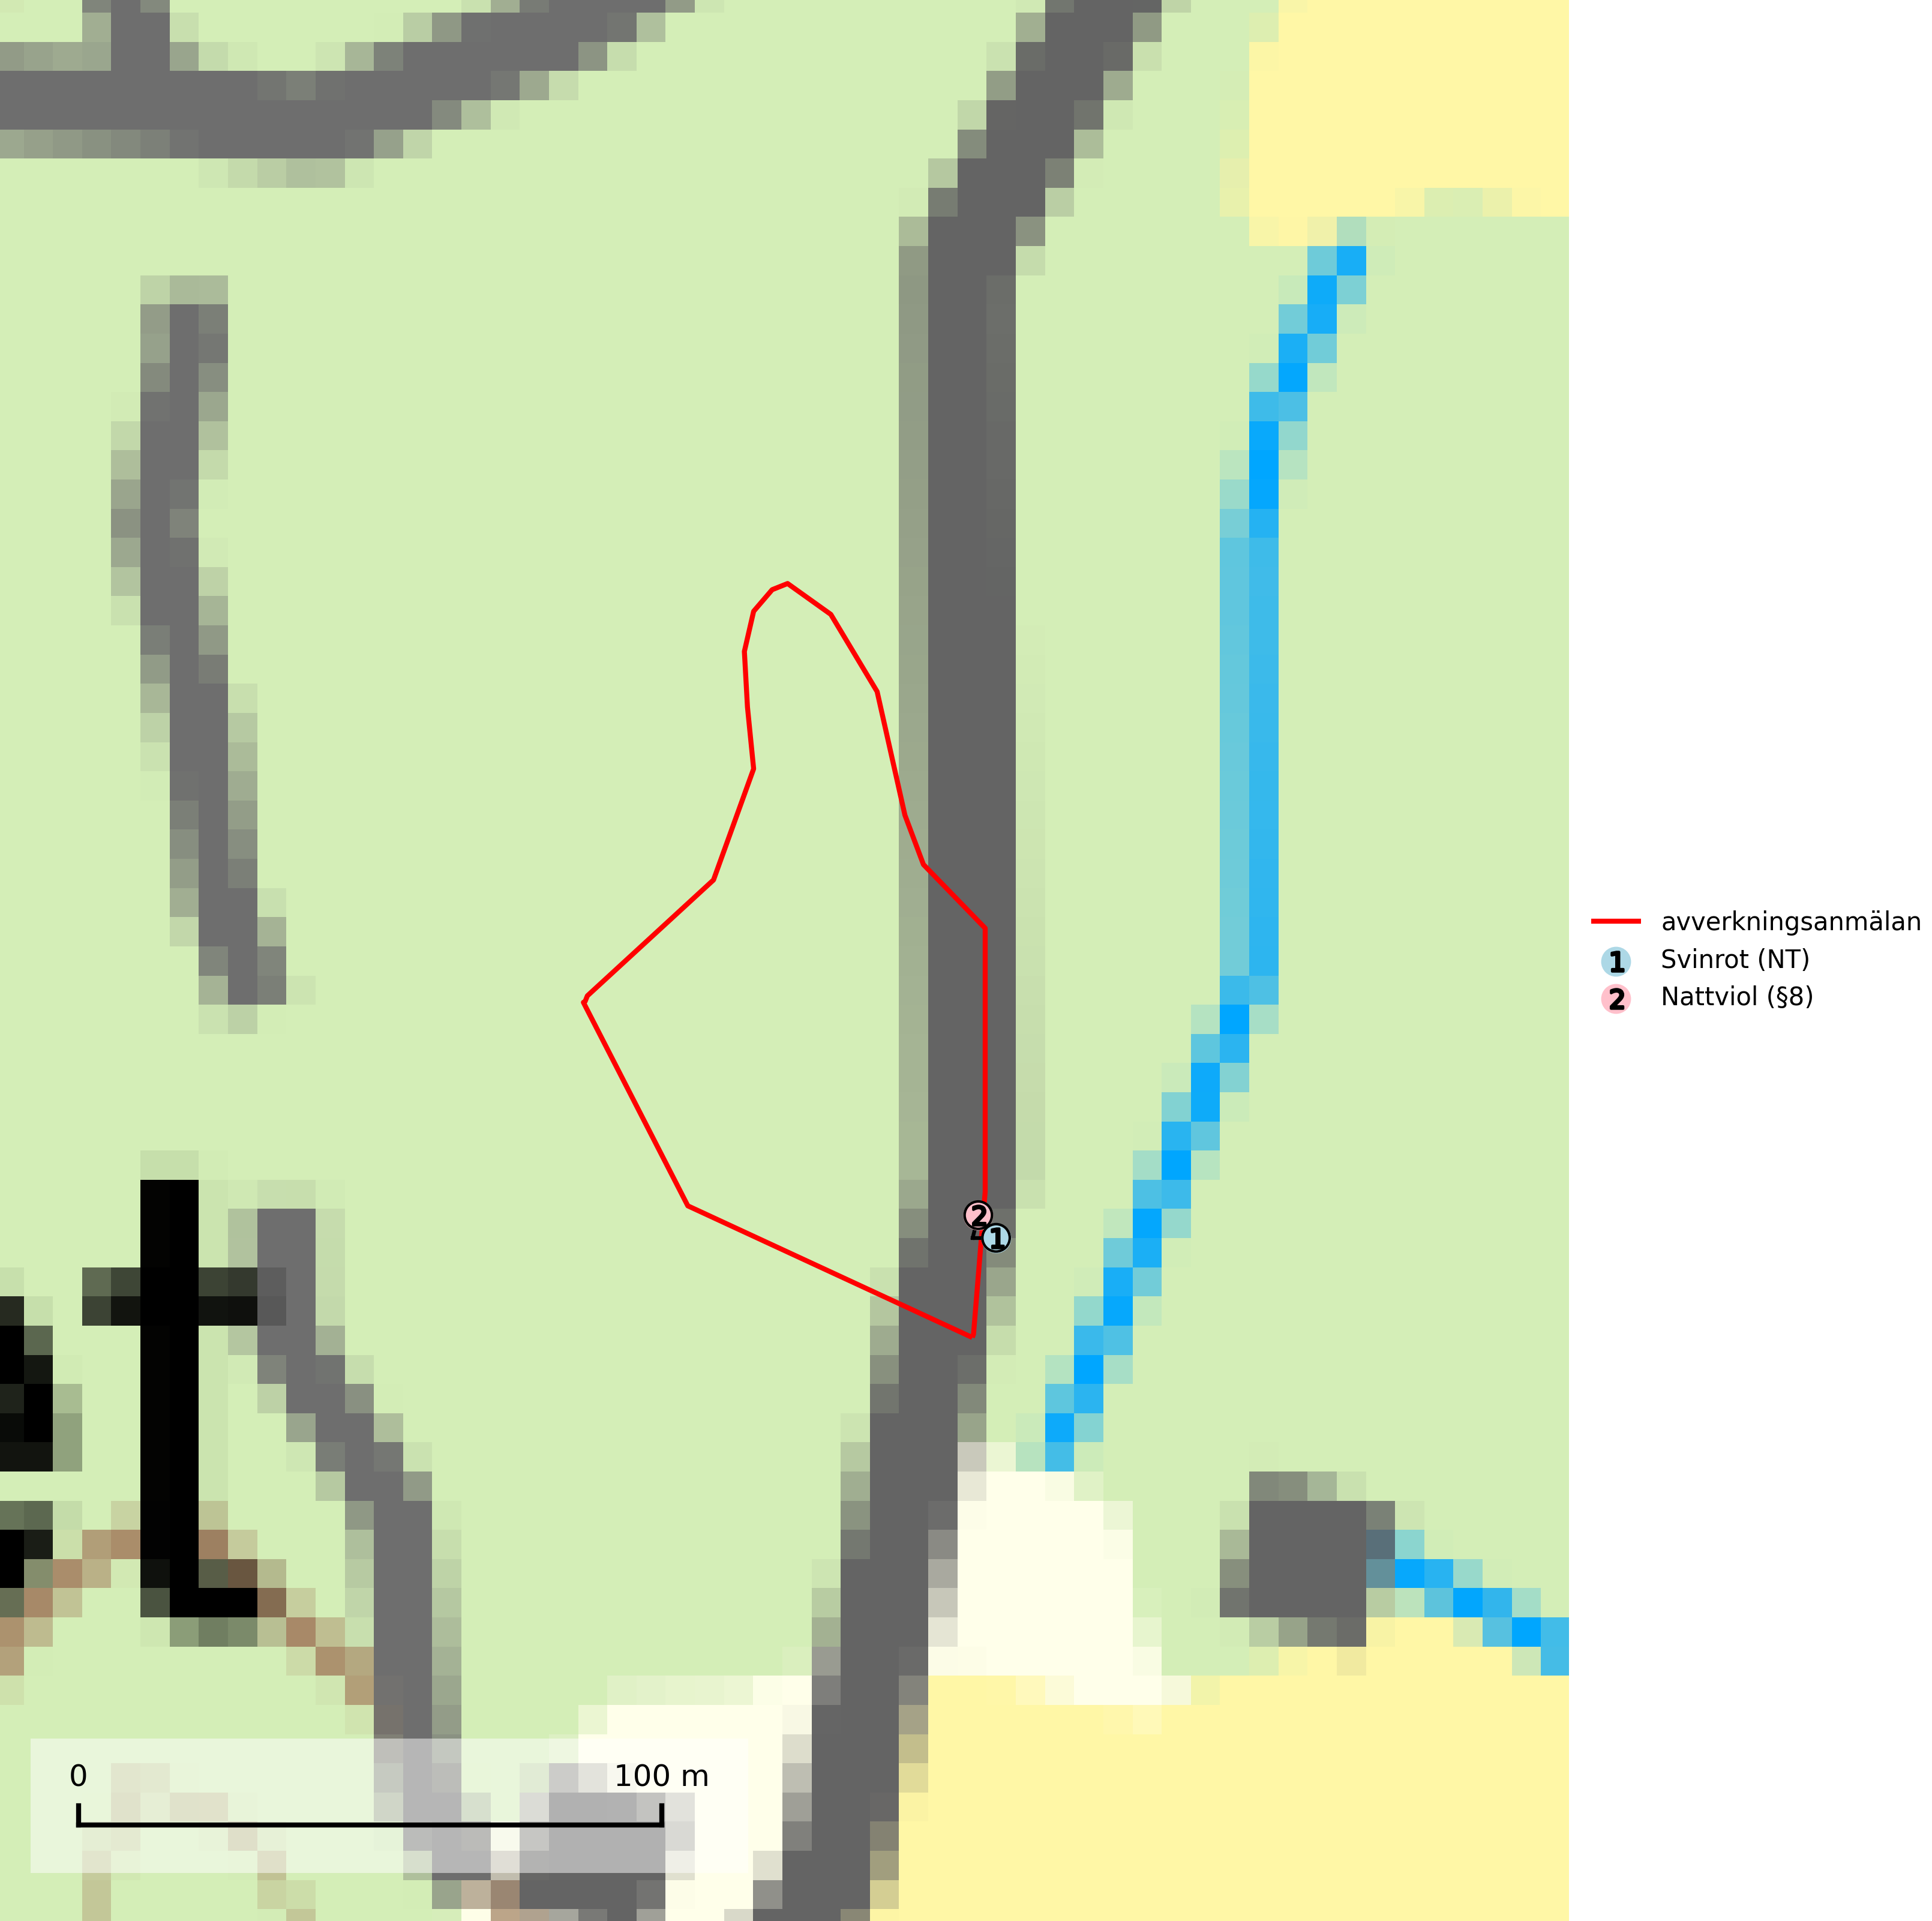 avverkningsanmälan
1 Svinrot (NT)
2 Nattviol (§8)
2
1
0 100 m